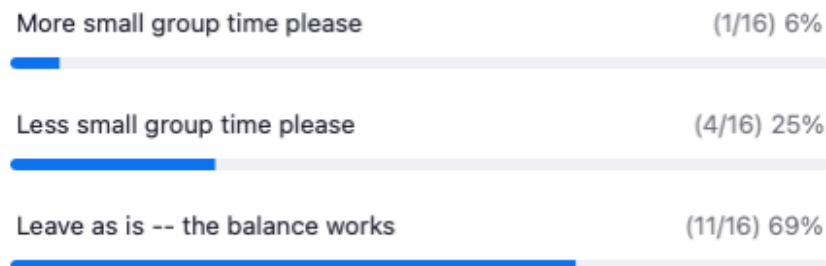 More small group time please (1/16) 6%
Less small group time please (4/16) 25%
Leave as is -- the balance works (11/16) 69%